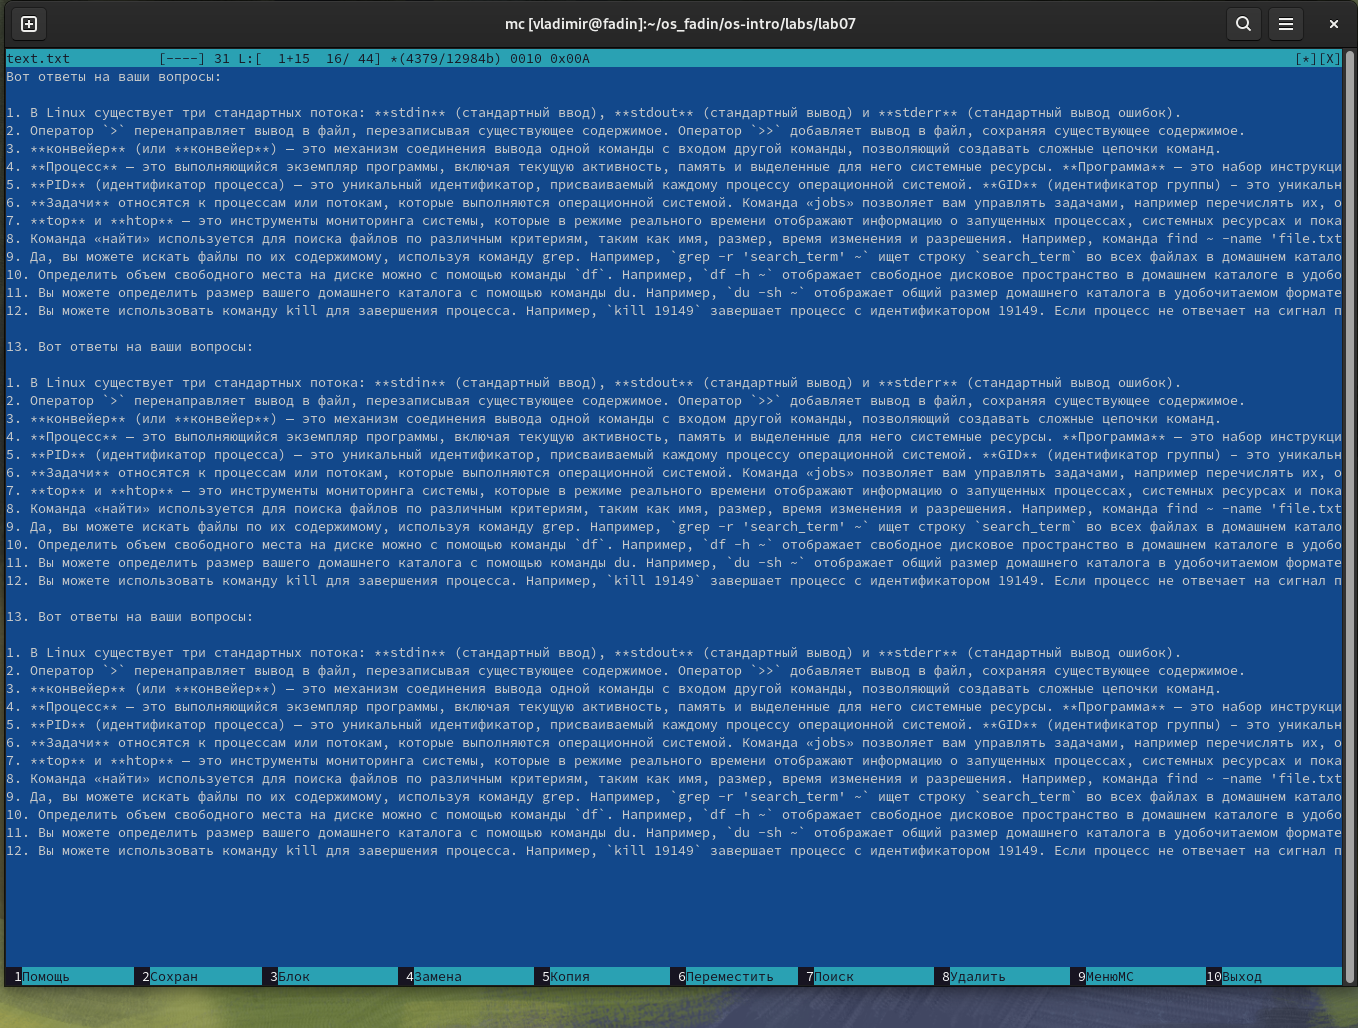 mc [vladimir@fadin]:~/os_fadin/os-intro/labs/lab07
text.txt [----] 31 L:[ 1+15 16/ 44] *(4379/12984b) 0010 0x00A [*][X]
Вот ответы на ваши вопросы:
1. В Linux существует три стандартных потока: **stdin** (стандартный ввод), **stdout** (стандартный вывод) и **stderr** (стандартный вывод ошибок).
2. Оператор `>` перенаправляет вывод в файл, перезаписывая существующее содержимое. Оператор `>>` добавляет вывод в файл, сохраняя существующее содержимое.
3. **конвейер** (или **конвейер**) — это механизм соединения вывода одной команды с входом другой команды, позволяющий создавать сложные цепочки команд.
4. **Процесс** — это выполняющийся экземпляр программы, включая текущую активность, память и выделенные для него системные ресурсы. **Программа** — это набор инструкци
5. **PID** (идентификатор процесса) — это уникальный идентификатор, присваиваемый каждому процессу операционной системой. **GID** (идентификатор группы) – это уникальн
6. **Задачи** относятся к процессам или потокам, которые выполняются операционной системой. Команда «jobs» позволяет вам управлять задачами, например перечислять их, о
7. **top** и **htop** — это инструменты мониторинга системы, которые в режиме реального времени отображают информацию о запущенных процессах, системных ресурсах и пока
8. Команда «найти» используется для поиска файлов по различным критериям, таким как имя, размер, время изменения и разрешения. Например, команда find ~ -name 'file.txt
9. Да, вы можете искать файлы по их содержимому, используя команду grep. Например, `grep -r 'search_term' ~` ищет строку `search_term` во всех файлах в домашнем катало
10. Определить объем свободного места на диске можно с помощью команды `df`. Например, `df -h ~` отображает свободное дисковое пространство в домашнем каталоге в удобо
11. Вы можете определить размер вашего домашнего каталога с помощью команды du. Например, `du -sh ~` отображает общий размер домашнего каталога в удобочитаемом формате
12. Вы можете использовать команду kill для завершения процесса. Например, `kill 19149` завершает процесс с идентификатором 19149. Если процесс не отвечает на сигнал п
13. Вот ответы на ваши вопросы:
1. В Linux существует три стандартных потока: **stdin** (стандартный ввод), **stdout** (стандартный вывод) и **stderr** (стандартный вывод ошибок).
2. Оператор `>` перенаправляет вывод в файл, перезаписывая существующее содержимое. Оператор `>>` добавляет вывод в файл, сохраняя существующее содержимое.
3. **конвейер** (или **конвейер**) — это механизм соединения вывода одной команды с входом другой команды, позволяющий создавать сложные цепочки команд.
4. **Процесс** — это выполняющийся экземпляр программы, включая текущую активность, память и выделенные для него системные ресурсы. **Программа** — это набор инструкци
5. **PID** (идентификатор процесса) — это уникальный идентификатор, присваиваемый каждому процессу операционной системой. **GID** (идентификатор группы) – это уникальн
6. **Задачи** относятся к процессам или потокам, которые выполняются операционной системой. Команда «jobs» позволяет вам управлять задачами, например перечислять их, о
7. **top** и **htop** — это инструменты мониторинга системы, которые в режиме реального времени отображают информацию о запущенных процессах, системных ресурсах и пока
8. Команда «найти» используется для поиска файлов по различным критериям, таким как имя, размер, время изменения и разрешения. Например, команда find ~ -name 'file.txt
9. Да, вы можете искать файлы по их содержимому, используя команду grep. Например, `grep -r 'search_term' ~` ищет строку `search_term` во всех файлах в домашнем катало
10. Определить объем свободного места на диске можно с помощью команды `df`. Например, `df -h ~` отображает свободное дисковое пространство в домашнем каталоге в удобо
11. Вы можете определить размер вашего домашнего каталога с помощью команды du. Например, `du -sh ~` отображает общий размер домашнего каталога в удобочитаемом формате
12. Вы можете использовать команду kill для завершения процесса. Например, `kill 19149` завершает процесс с идентификатором 19149. Если процесс не отвечает на сигнал п
13. Вот ответы на ваши вопросы:
1. В Linux существует три стандартных потока: **stdin** (стандартный ввод), **stdout** (стандартный вывод) и **stderr** (стандартный вывод ошибок).
2. Оператор `>` перенаправляет вывод в файл, перезаписывая существующее содержимое. Оператор `>>` добавляет вывод в файл, сохраняя существующее содержимое.
3. **конвейер** (или **конвейер**) — это механизм соединения вывода одной команды с входом другой команды, позволяющий создавать сложные цепочки команд.
4. **Процесс** — это выполняющийся экземпляр программы, включая текущую активность, память и выделенные для него системные ресурсы. **Программа** — это набор инструкци
5. **PID** (идентификатор процесса) — это уникальный идентификатор, присваиваемый каждому процессу операционной системой. **GID** (идентификатор группы) – это уникальн
6. **Задачи** относятся к процессам или потокам, которые выполняются операционной системой. Команда «jobs» позволяет вам управлять задачами, например перечислять их, о
7. **top** и **htop** — это инструменты мониторинга системы, которые в режиме реального времени отображают информацию о запущенных процессах, системных ресурсах и пока
8. Команда «найти» используется для поиска файлов по различным критериям, таким как имя, размер, время изменения и разрешения. Например, команда find ~ -name 'file.txt
9. Да, вы можете искать файлы по их содержимому, используя команду grep. Например, `grep -r 'search_term' ~` ищет строку `search_term` во всех файлах в домашнем катало
10. Определить объем свободного места на диске можно с помощью команды `df`. Например, `df -h ~` отображает свободное дисковое пространство в домашнем каталоге в удобо
11. Вы можете определить размер вашего домашнего каталога с помощью команды du. Например, `du -sh ~` отображает общий размер домашнего каталога в удобочитаемом формате
12. Вы можете использовать команду kill для завершения процесса. Например, `kill 19149` завершает процесс с идентификатором 19149. Если процесс не отвечает на сигнал п
1Помощь 2Сохран 3Блок 4Замена 5Копия 6Переместить 7Поиск 8Удалить 9МенюMC 10Выход